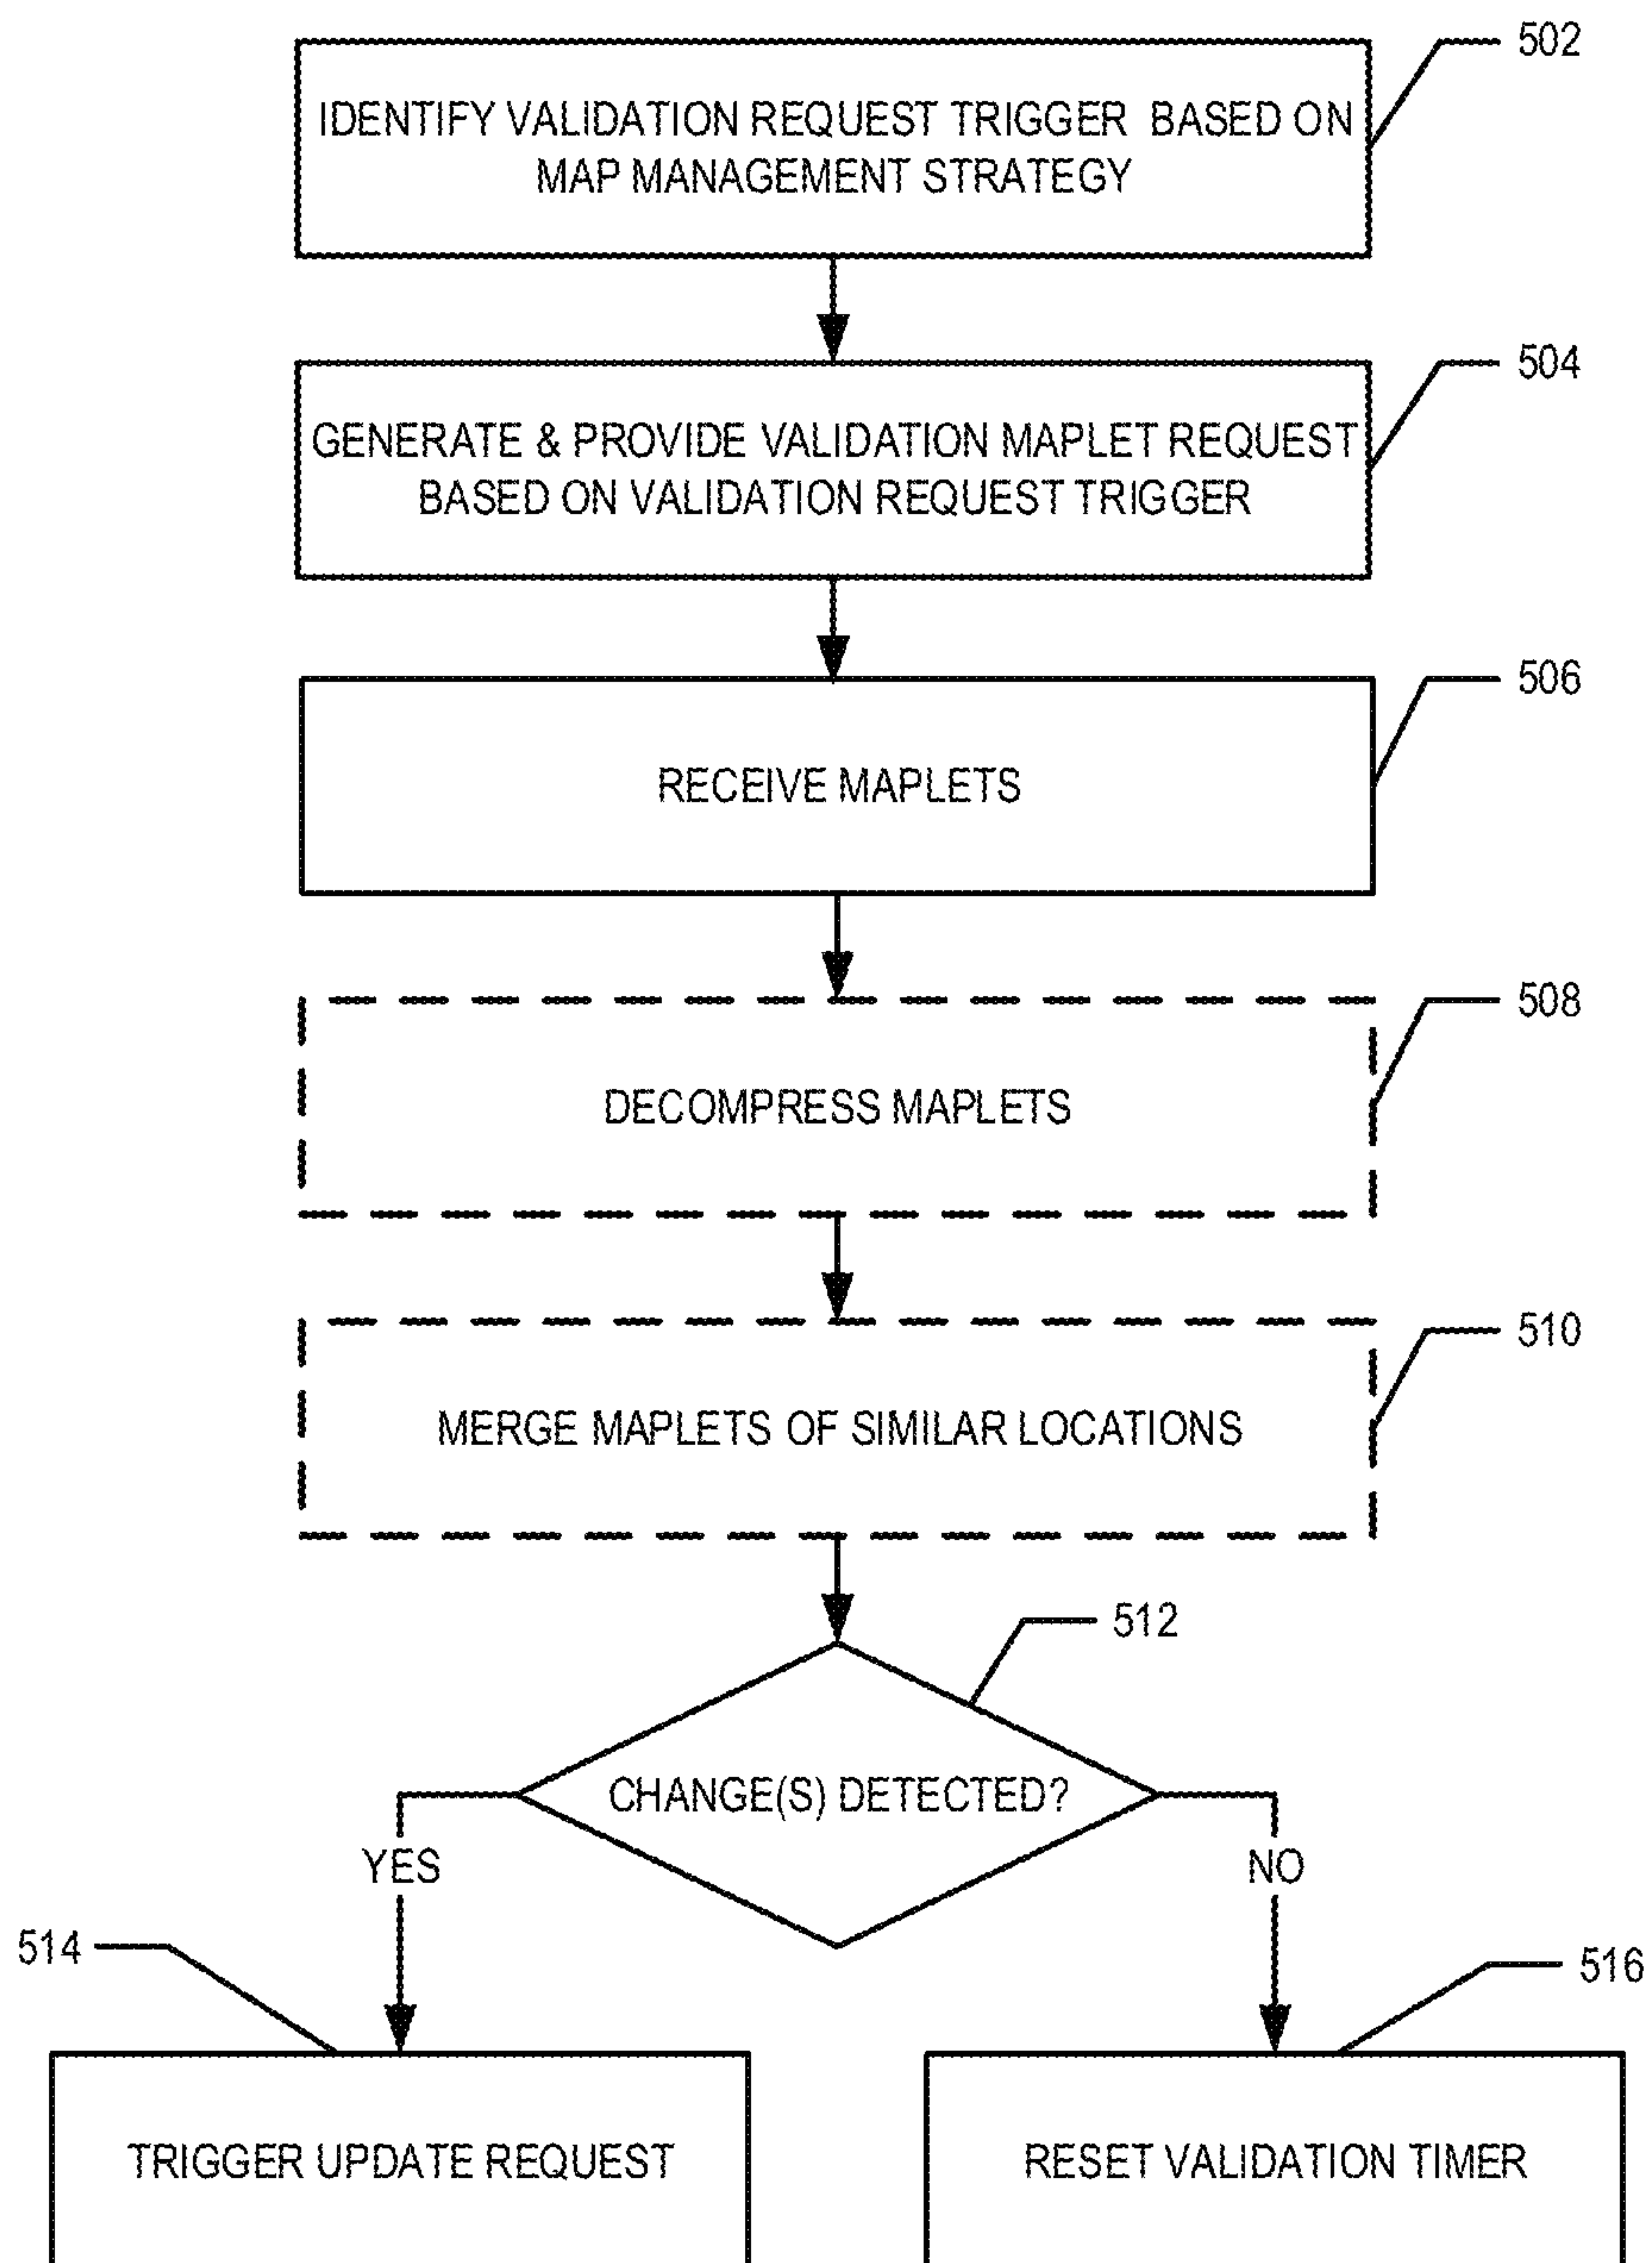 502
IDENTIFY VALIDATION REQUEST TRIGGER BASED ON
MAP MANAGEMENT STRATEGY
504
GENERATE & PROVIDE VALIDATION MAPLET REQUEST
BASED ON VALIDATION REQUEST TRIGGER
506
RECEIVE MAPLETS
508
DECOMPRESS MAPLETS
510
MERGE MAPLETS OF SIMILAR LOCATIONS
512
CHANGE(S) DETECTED?
YES
NO
514
516
TRIGGER UPDATE REQUEST
RESET VALIDATION TIMER